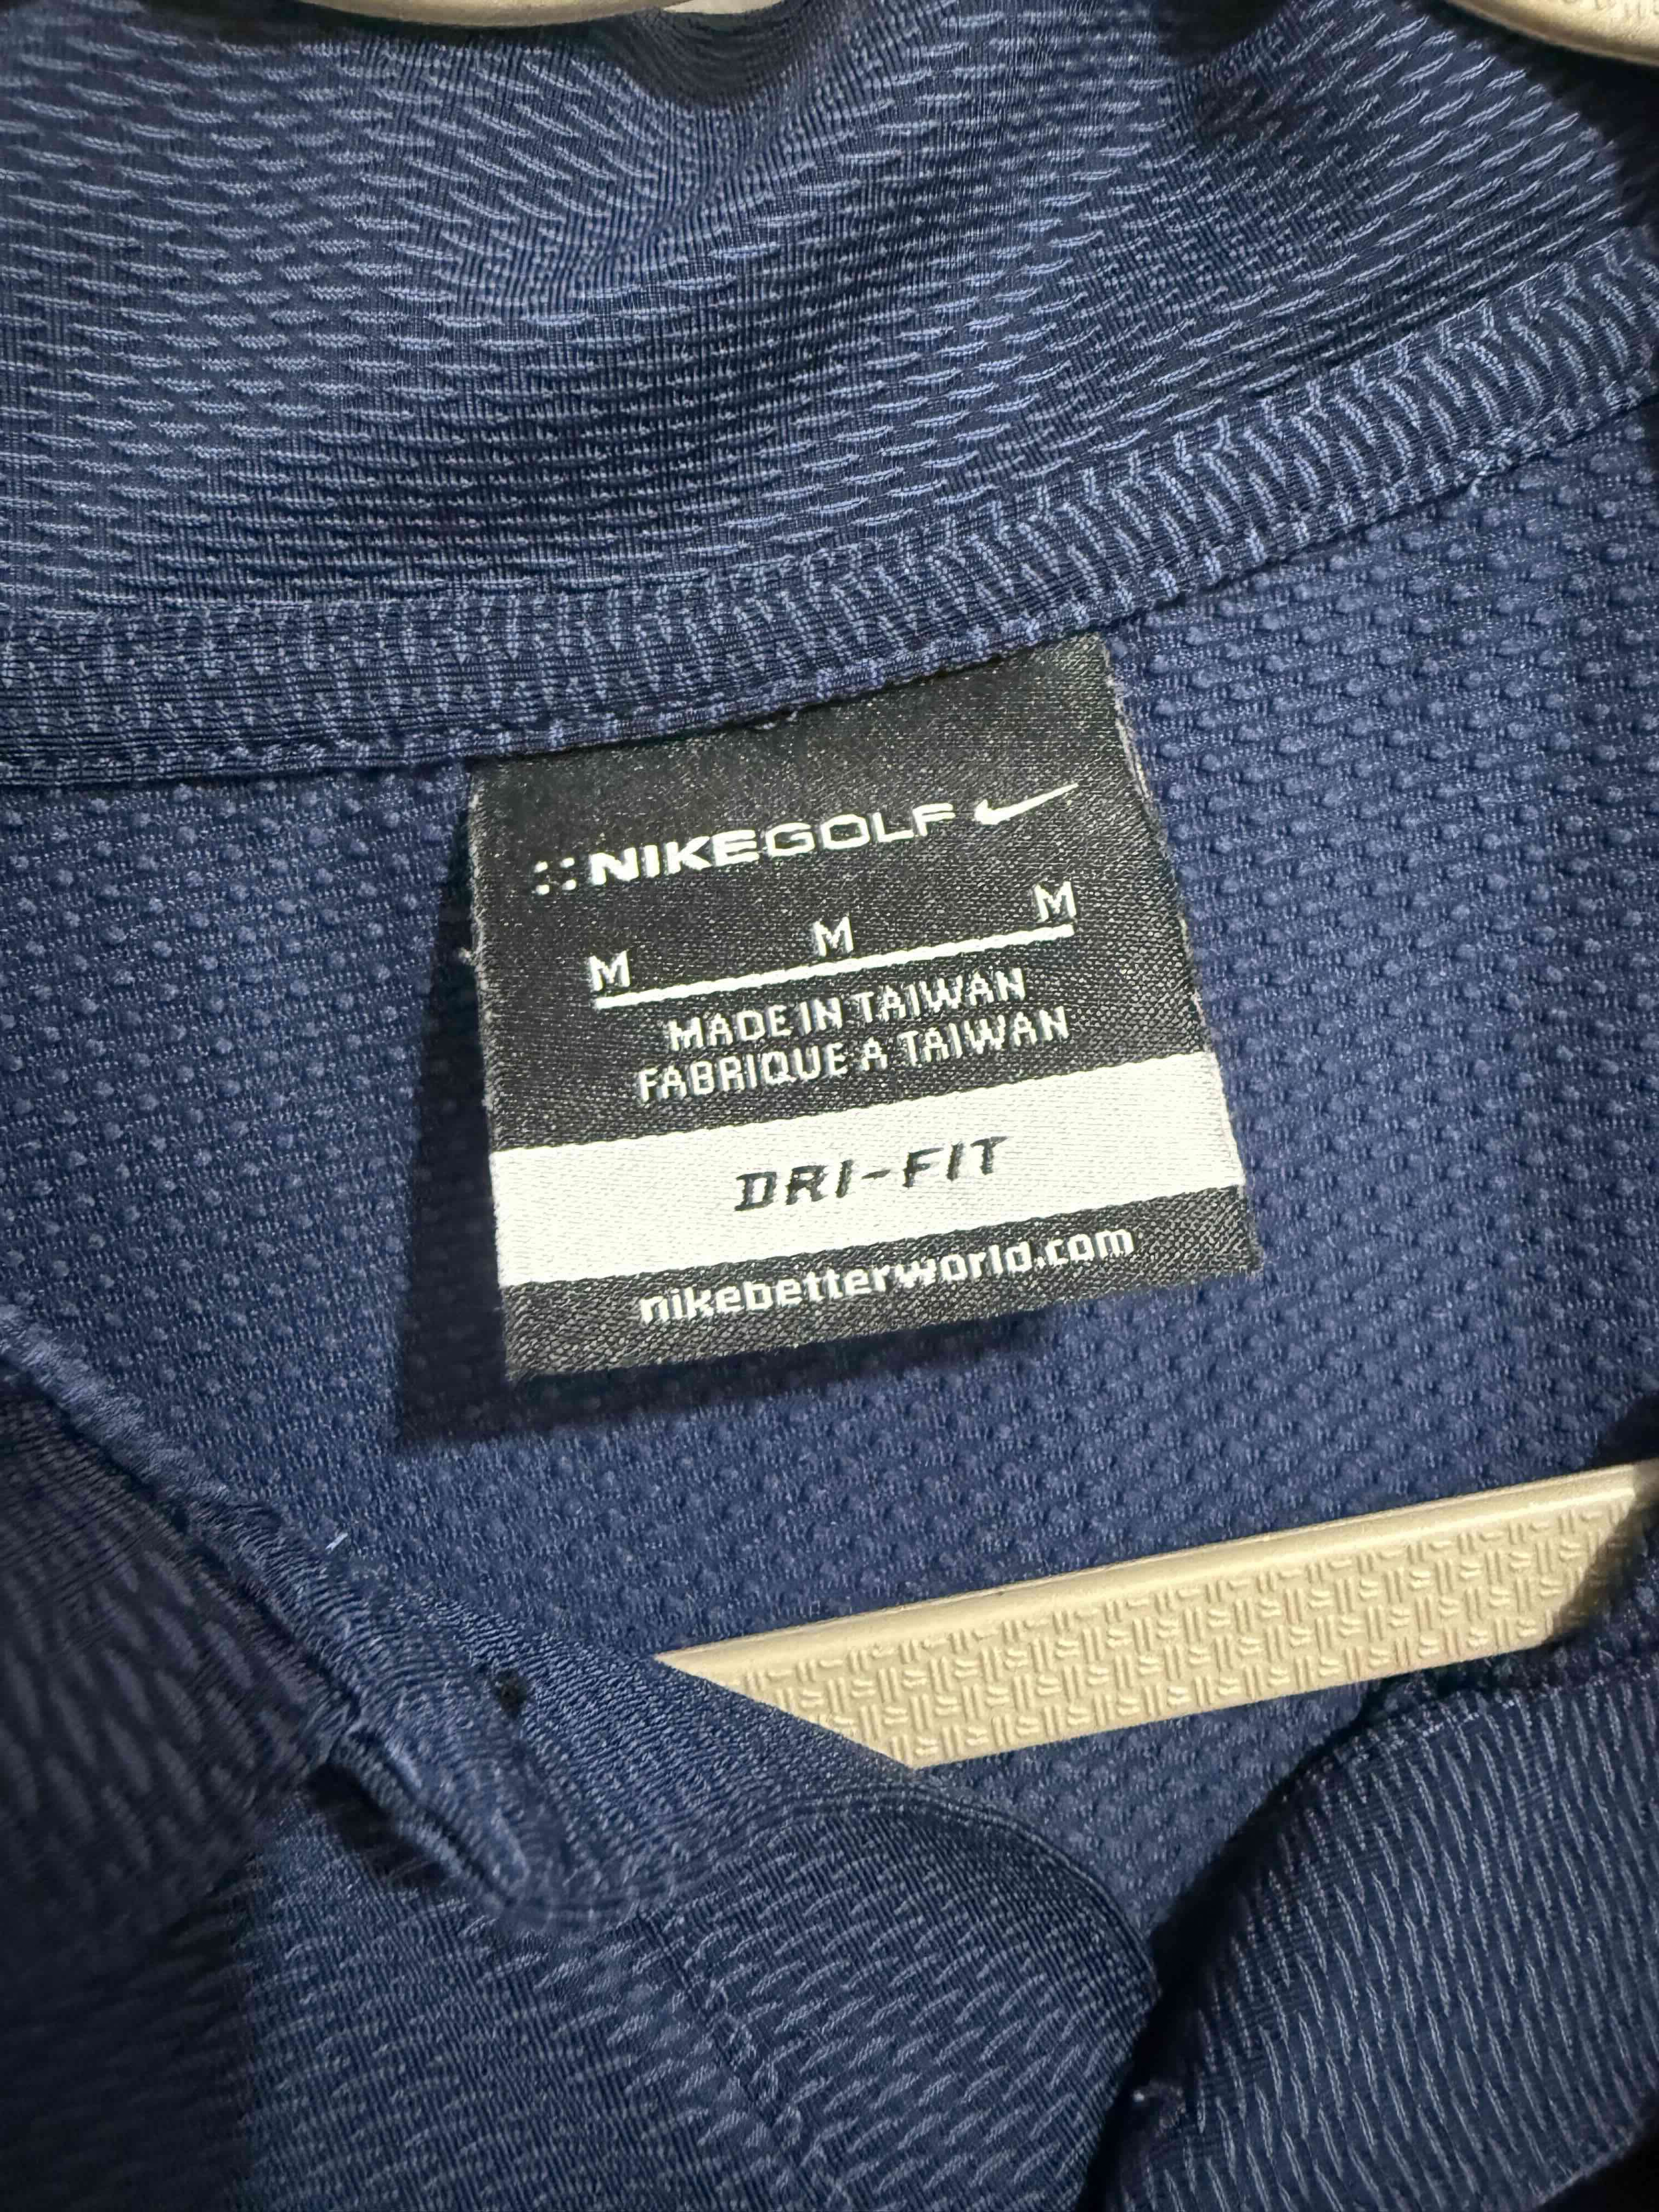 NIKEGOLF
M M M
MADE IN TAIWAN
FABRIQUE A TAIWAN
DRI-FIT
nikebetterworld.com